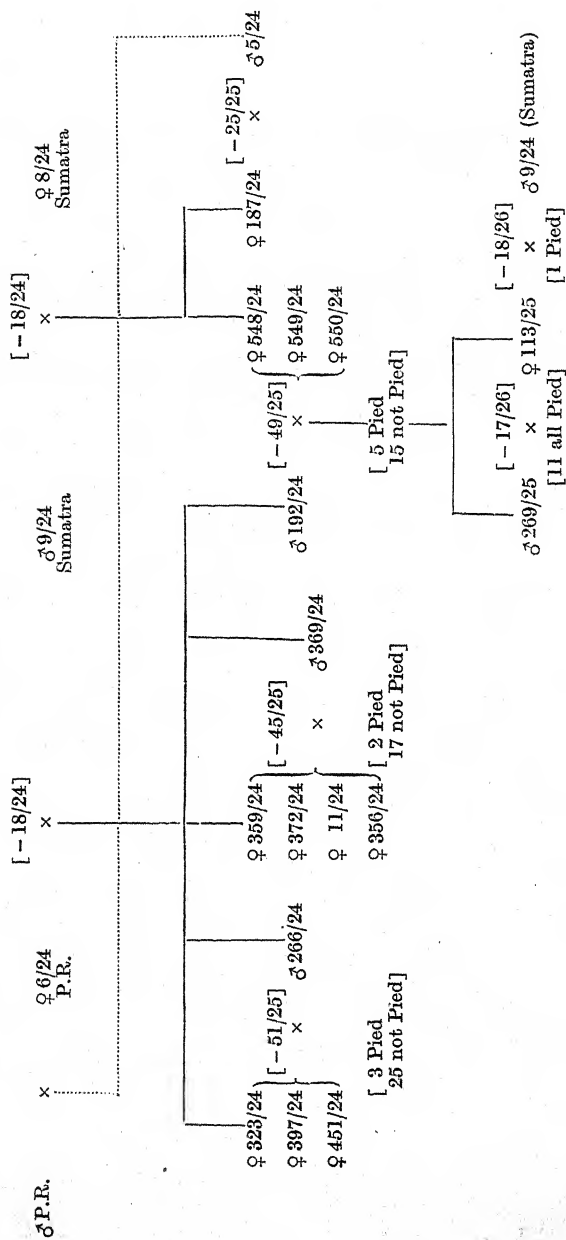 ♂ P.R.
×
♀ 6/24
P.R.
[-18/24]
×
♂ 9/24
Sumatra
[-18/24]
×
♀ 8/24
Sumatra
♀ 323/24
♀ 397/24
♀ 451/24
[-51/25]
×
♂ 266/24
[ 3 Pied
25 not Pied]
♀ 359/24
♀ 372/24
♀ 11/24
♀ 356/24
[-45/25]
×
♂ 369/24
[ 2 Pied
17 not Pied]
♂ 192/24
[-49/25]
×
♀ 548/24
♀ 549/24
♀ 550/24
[ 5 Pied
15 not Pied]
♀ 187/24
[-25/25]
×
♂ 5/24
♂ 269/25
[-17/26]
×
[11 all Pied]
♀ 113/25
[-18/26]
×
[1 Pied]
♂ 9/24 (Sumatra)